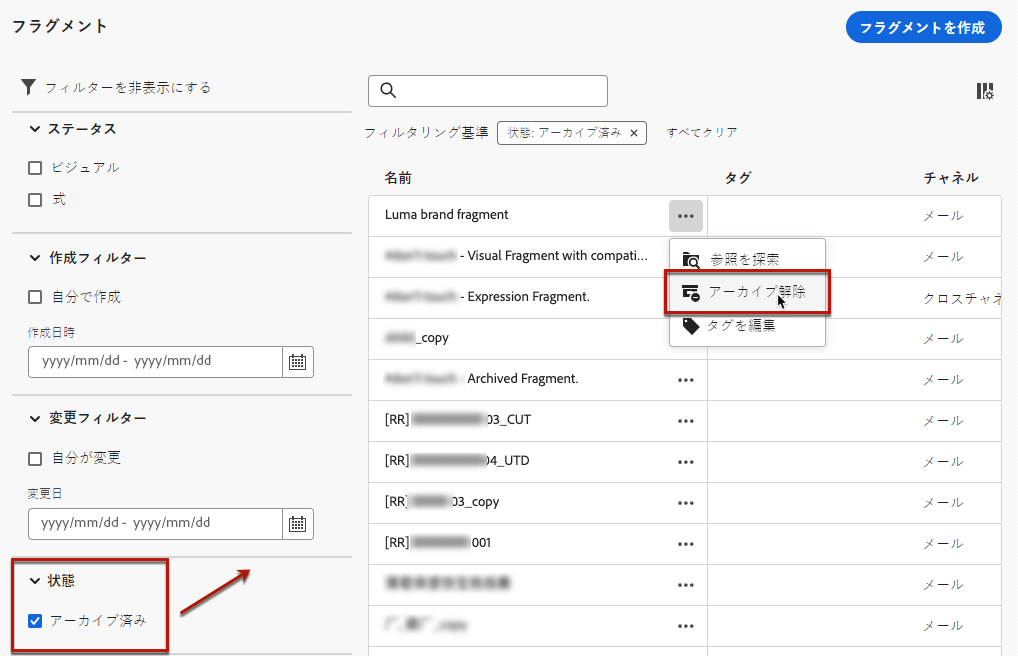 フラグメント
フラグメントを作成
フィルターを非表示にする
ステータス
ビジュアル
式
作成フィルター
自分で作成
作成日時
yyyy/mm/dd - yyyy/mm/dd
変更フィルター
自分が変更
変更日
yyyy/mm/dd - yyyy/mm/dd
状態
アーカイブ済み
フィルタリング基準 状態: アーカイブ済み × すべてクリア
名前 タグ チャネル
Luma brand fragment メール
- Visual Fragment with compati... メール
- Expression Fragment. クロスチャネ
_copy メール
Archived Fragment. メール
[RR] 03_CUT メール
[RR] 04_UTD メール
[RR] 03_copy メール
[RR] 001 メール
メール
_copy メール
参照を探索
アーカイブ解除
タグを編集